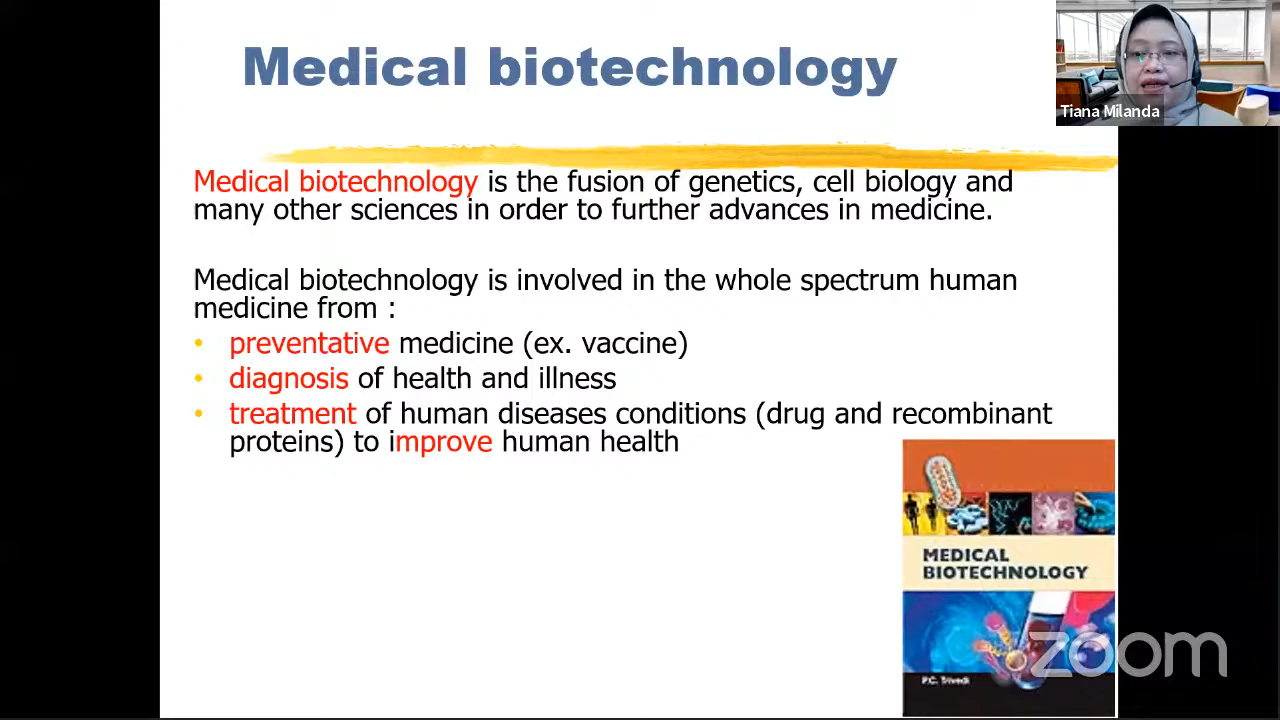 Medical biotechnology
Tiana Milanda
Medical biotechnology is the fusion of genetics, cell biology and
many other sciences in order to further advances in medicine.
Medical biotechnology is involved in the whole spectrum human
medicine from :
• preventative medicine (ex. vaccine)
• diagnosis of health and illness
• treatment of human diseases conditions (drug and recombinant
proteins) to improve human health
MEDICAL
BIOTECHNOLOGY
P.C. Trivedi
zoom